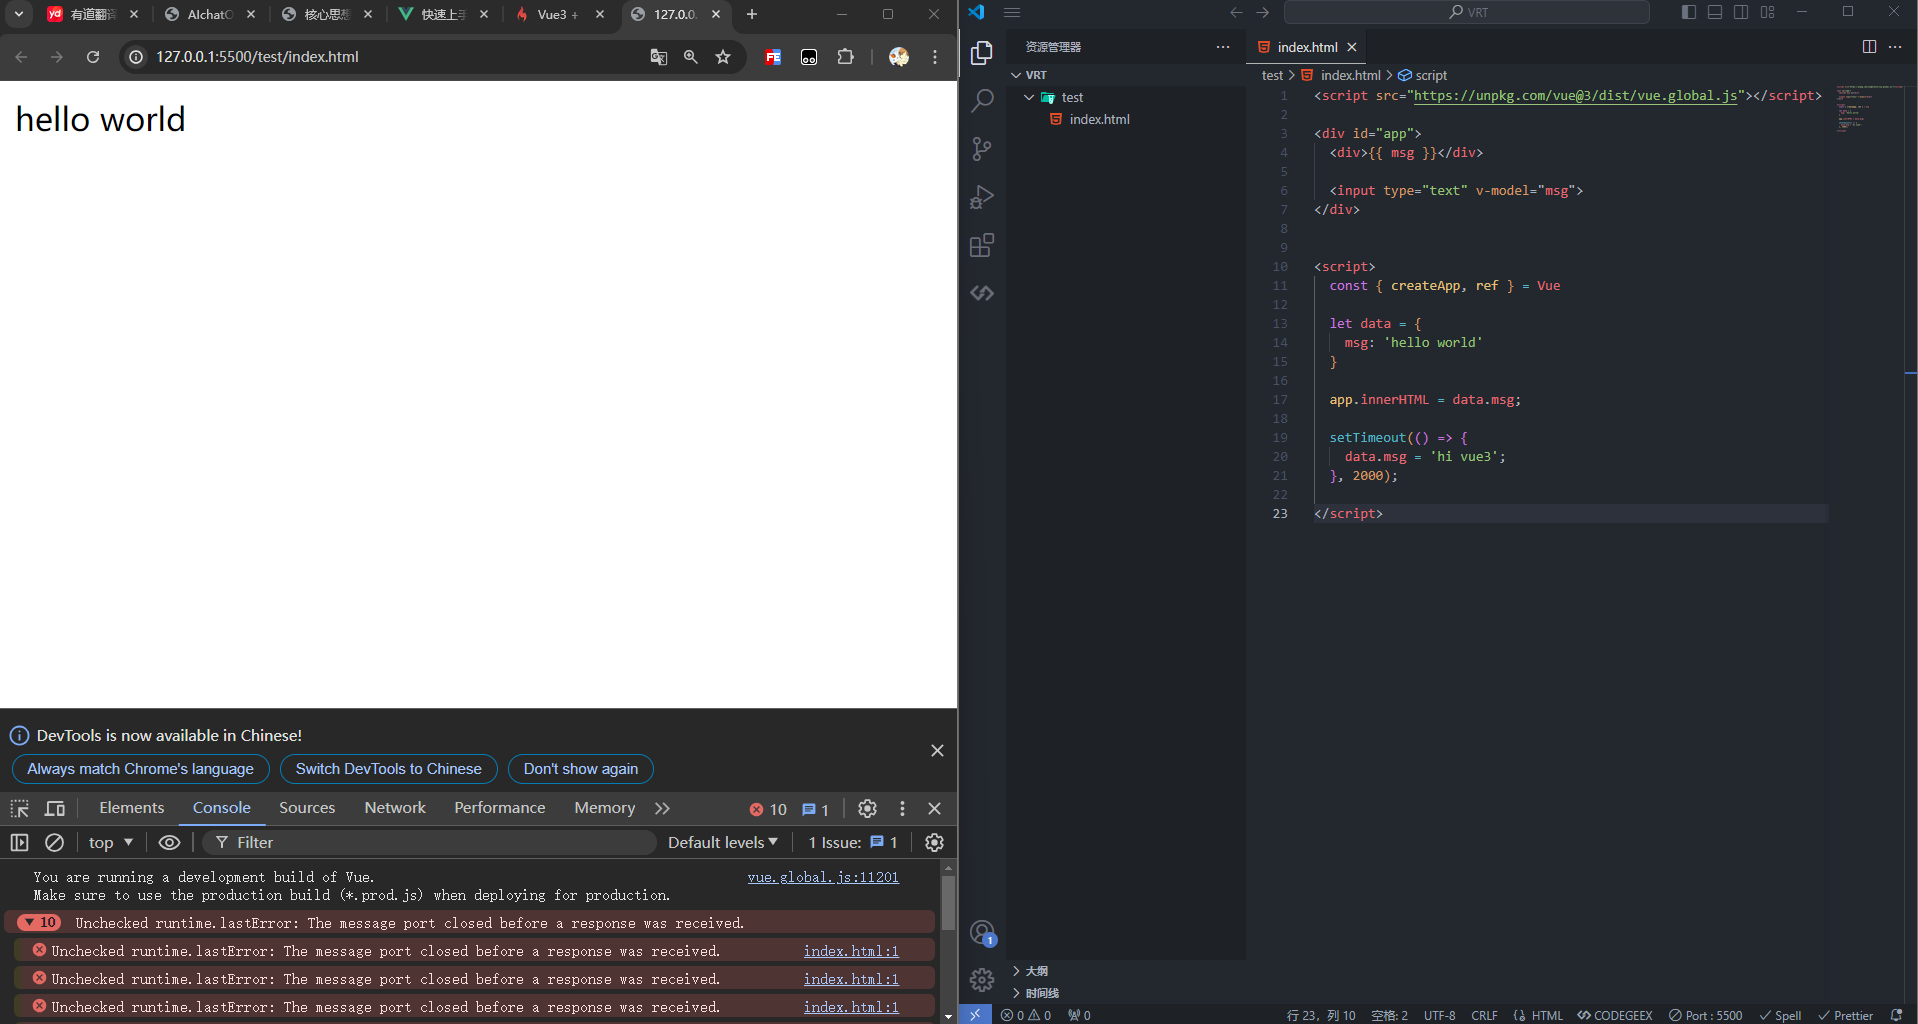 有道翻译
AIchatO
核心思想
快速上手
Vue3 +
127.0.0.
127.0.0.1:5500/test/index.html
hello world
DevTools is now available in Chinese!
Always match Chrome's language
Switch DevTools to Chinese
Don't show again
Elements
Console
Sources
Network
Performance
Memory
10
1
top
Filter
Default levels
1 Issue:
1
You are running a development build of Vue.
vue.global.js:11201
Make sure to use the production build (*.prod.js) when deploying for production.
10 Unchecked runtime.lastError: The message port closed before a response was received.
Unchecked runtime.lastError: The message port closed before a response was received. index.html:1
Unchecked runtime.lastError: The message port closed before a response was received. index.html:1
Unchecked runtime.lastError: The message port closed before a response was received. index.html:1
VRT
资源管理器
VRT
test
index.html
大纲
时间线
1
index.html
test > index.html > script
1 <script src="https://unpkg.com/vue@3/dist/vue.global.js"></script>
2
3 <div id="app">
4 <div>{{ msg }}</div>
5
6 <input type="text" v-model="msg">
7 </div>
8
9
10 <script>
11 const { createApp, ref } = Vue
12
13 let data = {
14 msg: 'hello world'
15 }
16
17 app.innerHTML = data.msg;
18
19 setTimeout(() => {
20 data.msg = 'hi vue3';
21 }, 2000);
22
23 </script>
0 0
0
行 23，列 10
空格: 2
UTF-8
CRLF
HTML
CODEGEEX
Port : 5500
Spell
Prettier